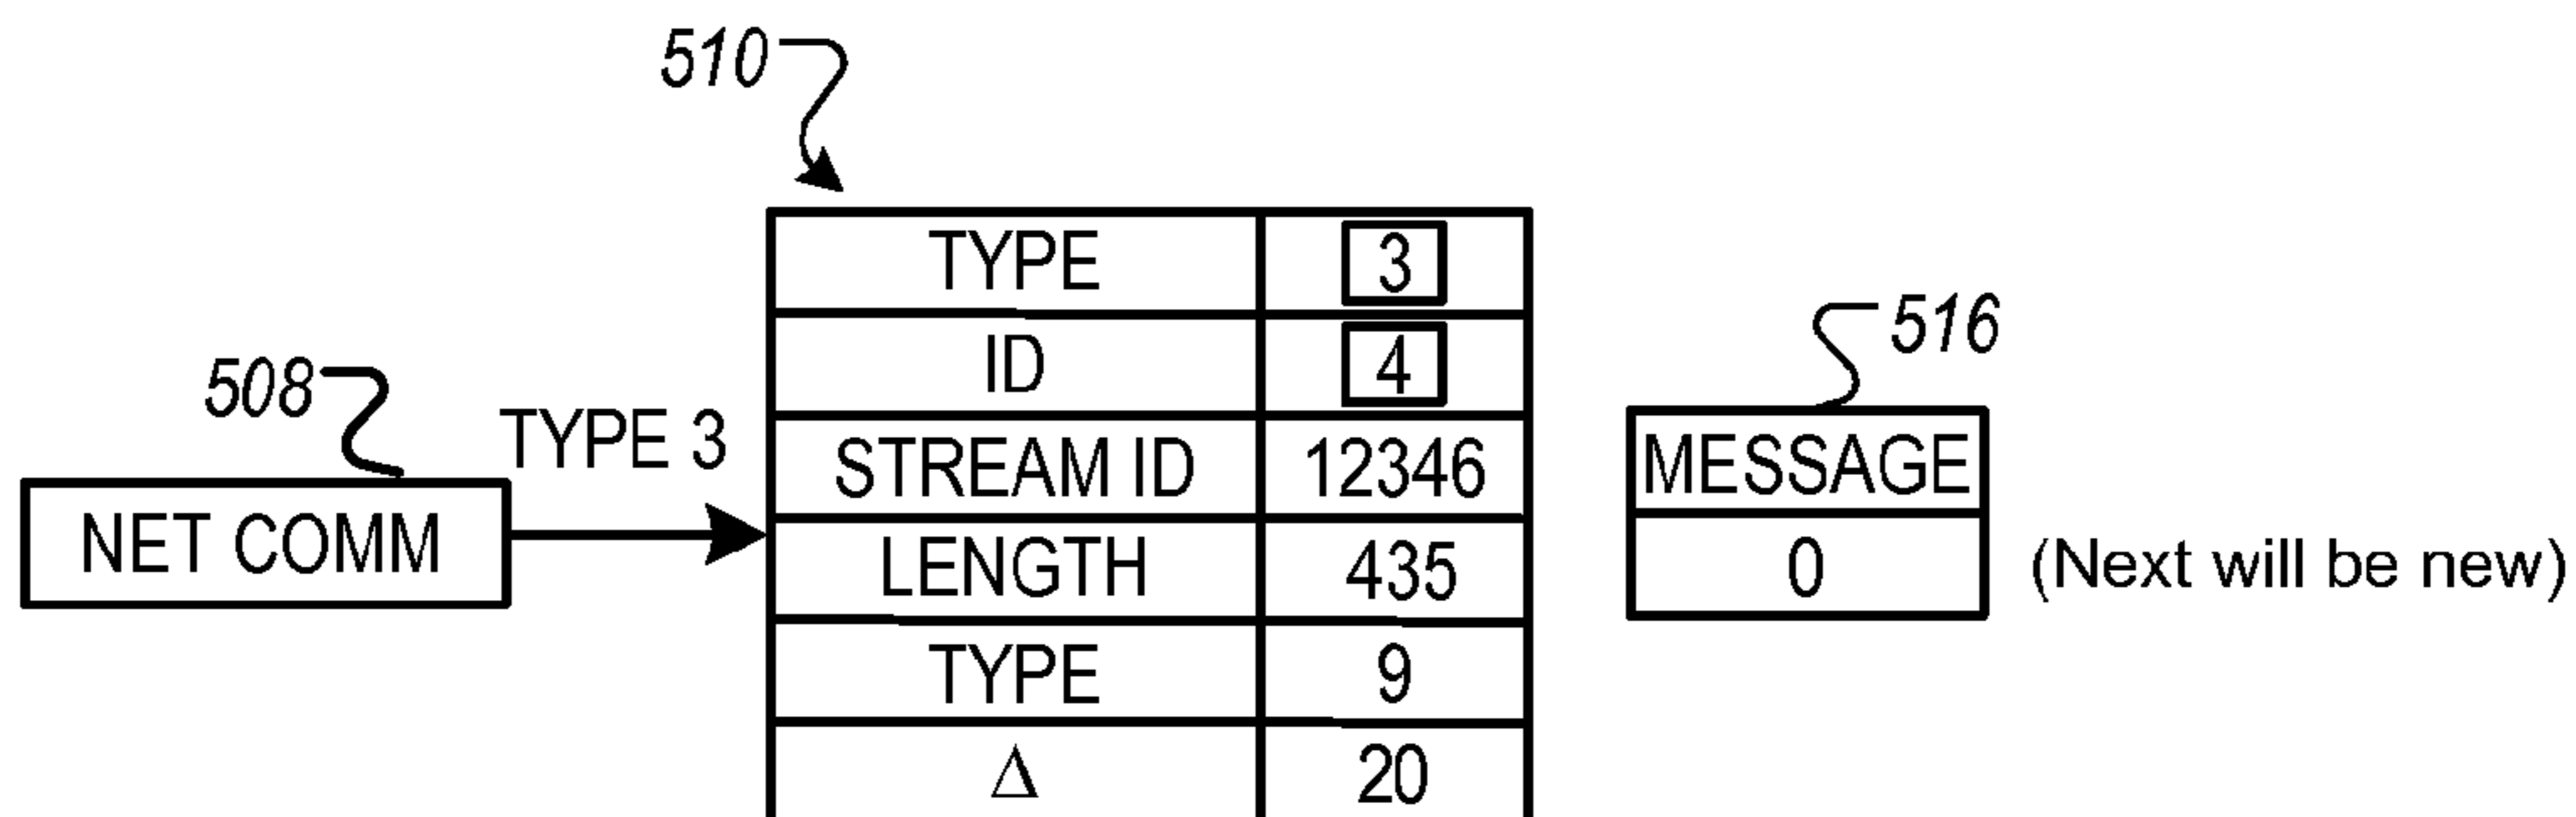 510
TYPE 3
ID 4
516
508
TYPE 3
STREAM ID 12346
MESSAGE
NET COMM
LENGTH 435
0 (Next will be new)
TYPE 9
Δ 20